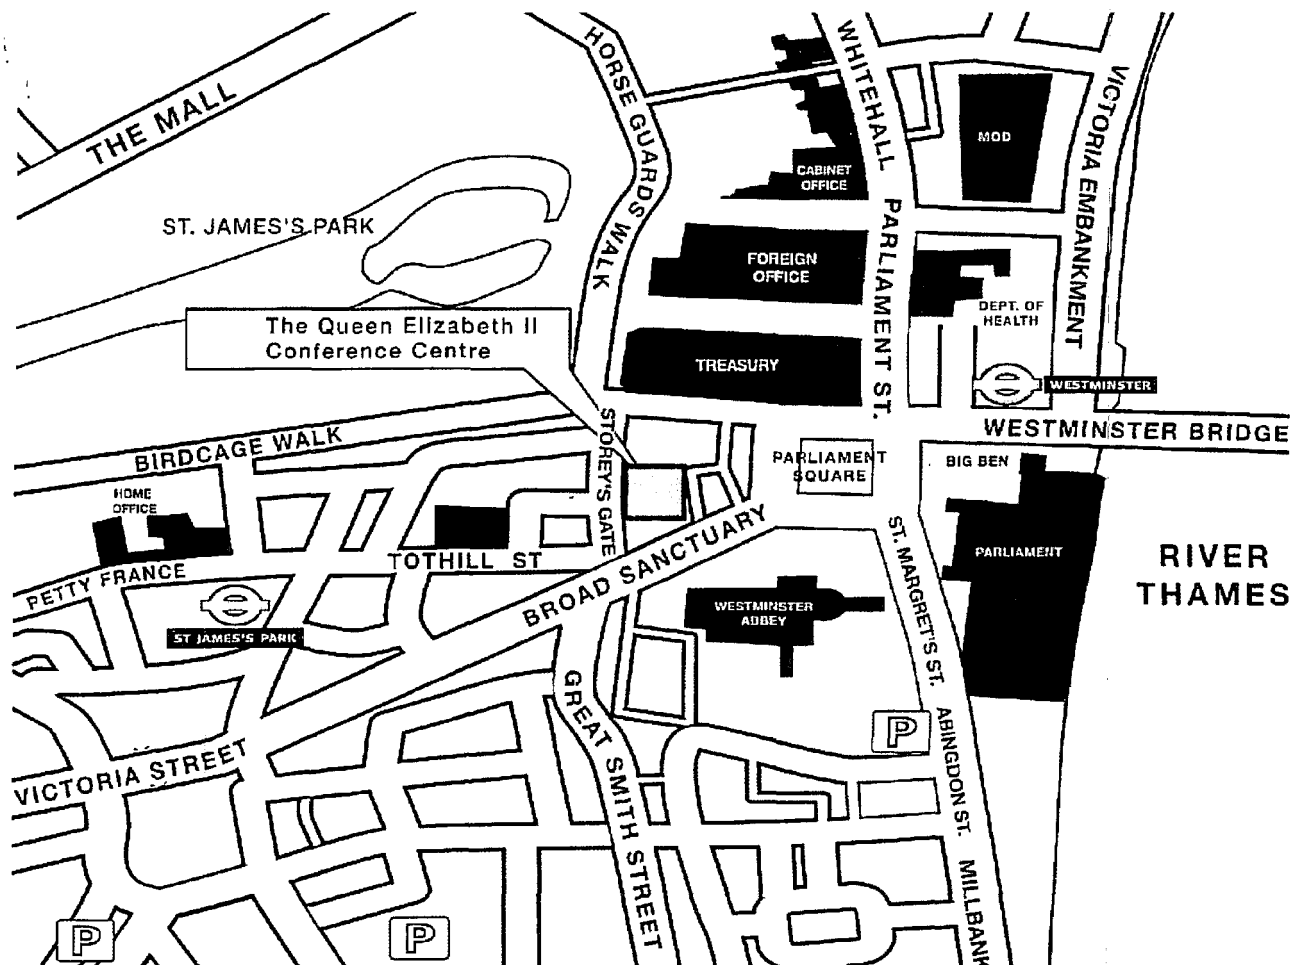 HORSE GUARDS WALK
WHITEHALL
VICTORIA EMBANKMENT
THE MALL
MOD
CABINET
OFFICE
PARLIAMENT ST.
ST. JAMES'S PARK
FOREIGN
OFFICE
DEPT. OF
HEALTH
The Queen Elizabeth II
Conference Centre
TREASURY
WESTMINSTER
STOREY'S GATE
WESTMINSTER BRIDGE
BIRDCAGE WALK
PARLIAMENT
SQUARE
BIG BEN
HOME
OFFICE
BROAD SANCTUARY
ST. MARGRET'S ST.
PARLIAMENT
RIVER
THAMES
TOTHILL ST
PETTY FRANCE
WESTMINSTER
ABBEY
ST JAMES'S PARK
GREAT SMITH STREET
ABINGDON ST.
P
VICTORIA STREET
MILLBANK
P
P